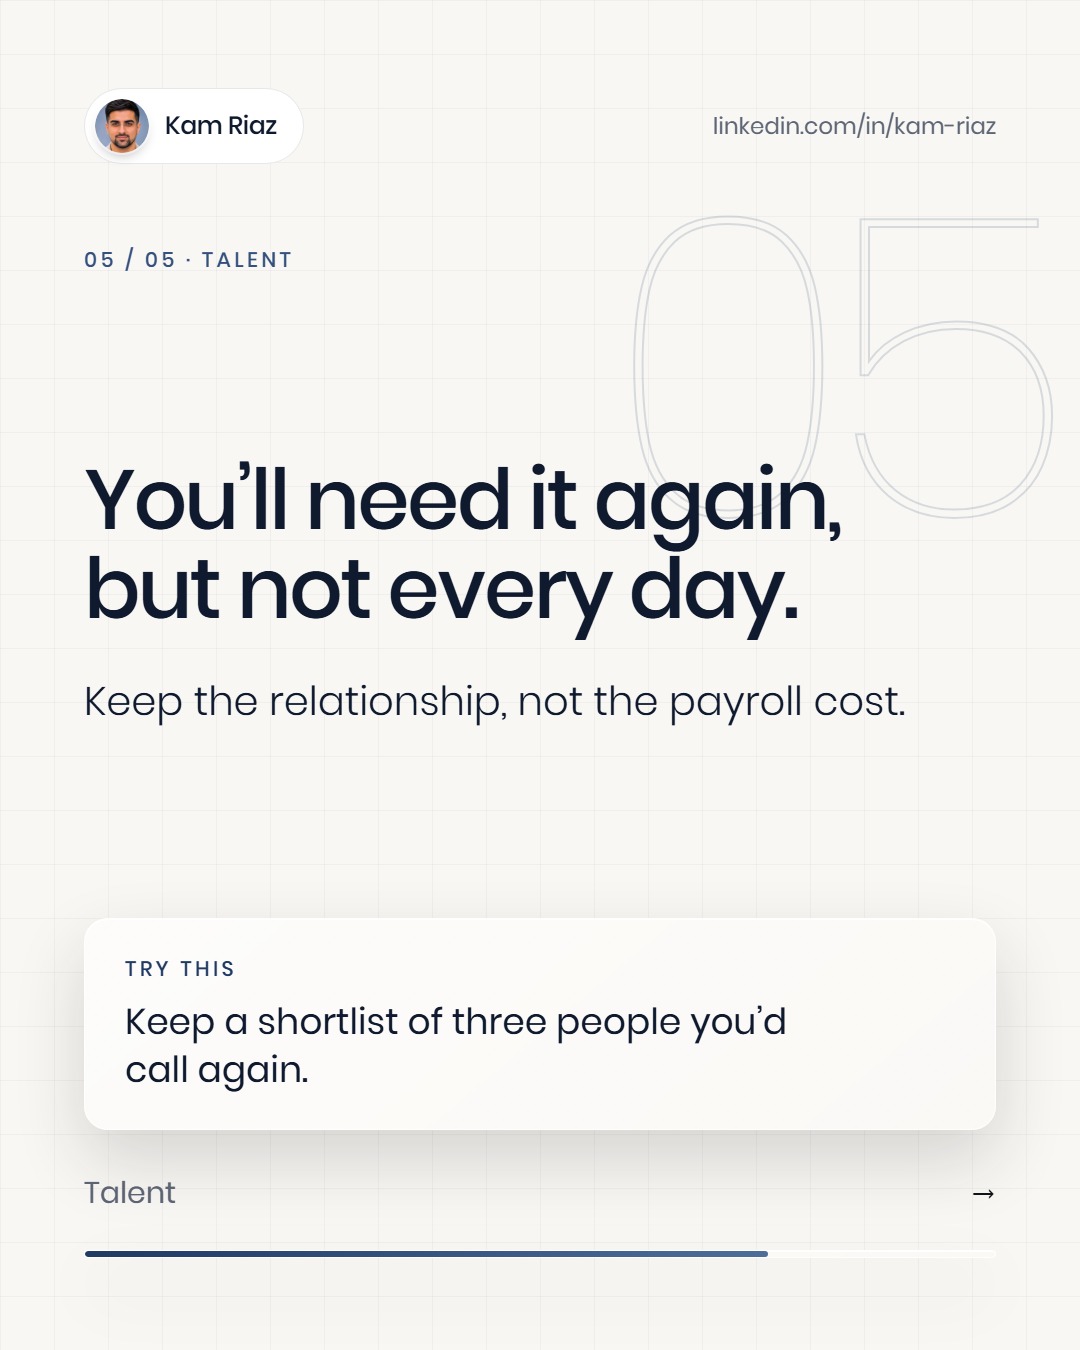 Kam Riaz
linkedin.com/in/kam-riaz
05 / 05 · TALENT
05
You’ll need it again,
but not every day.
Keep the relationship, not the payroll cost.
TRY THIS
Keep a shortlist of three people you’d
call again.
Talent
→